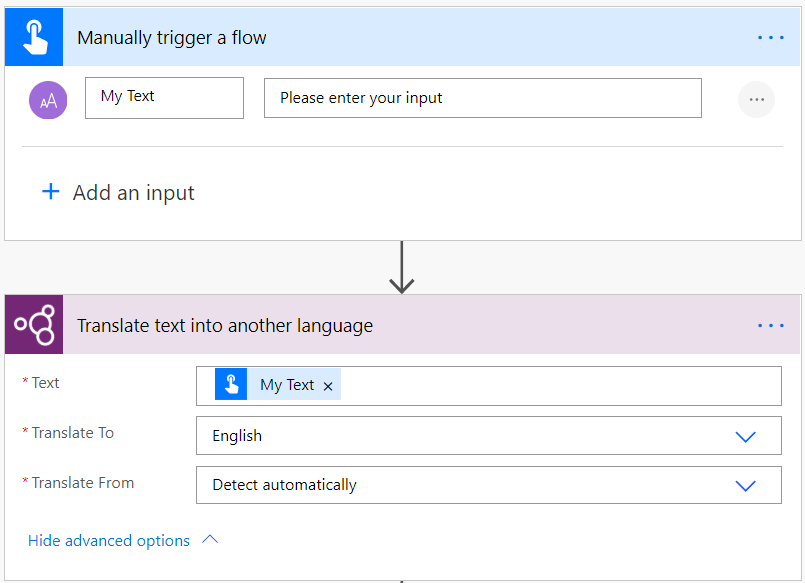 Manually trigger a flow
AA
My Text
Please enter your input
Add an input
Translate text into another language
* Text
My Text ×
* Translate To
English
* Translate From
Detect automatically
Hide advanced options